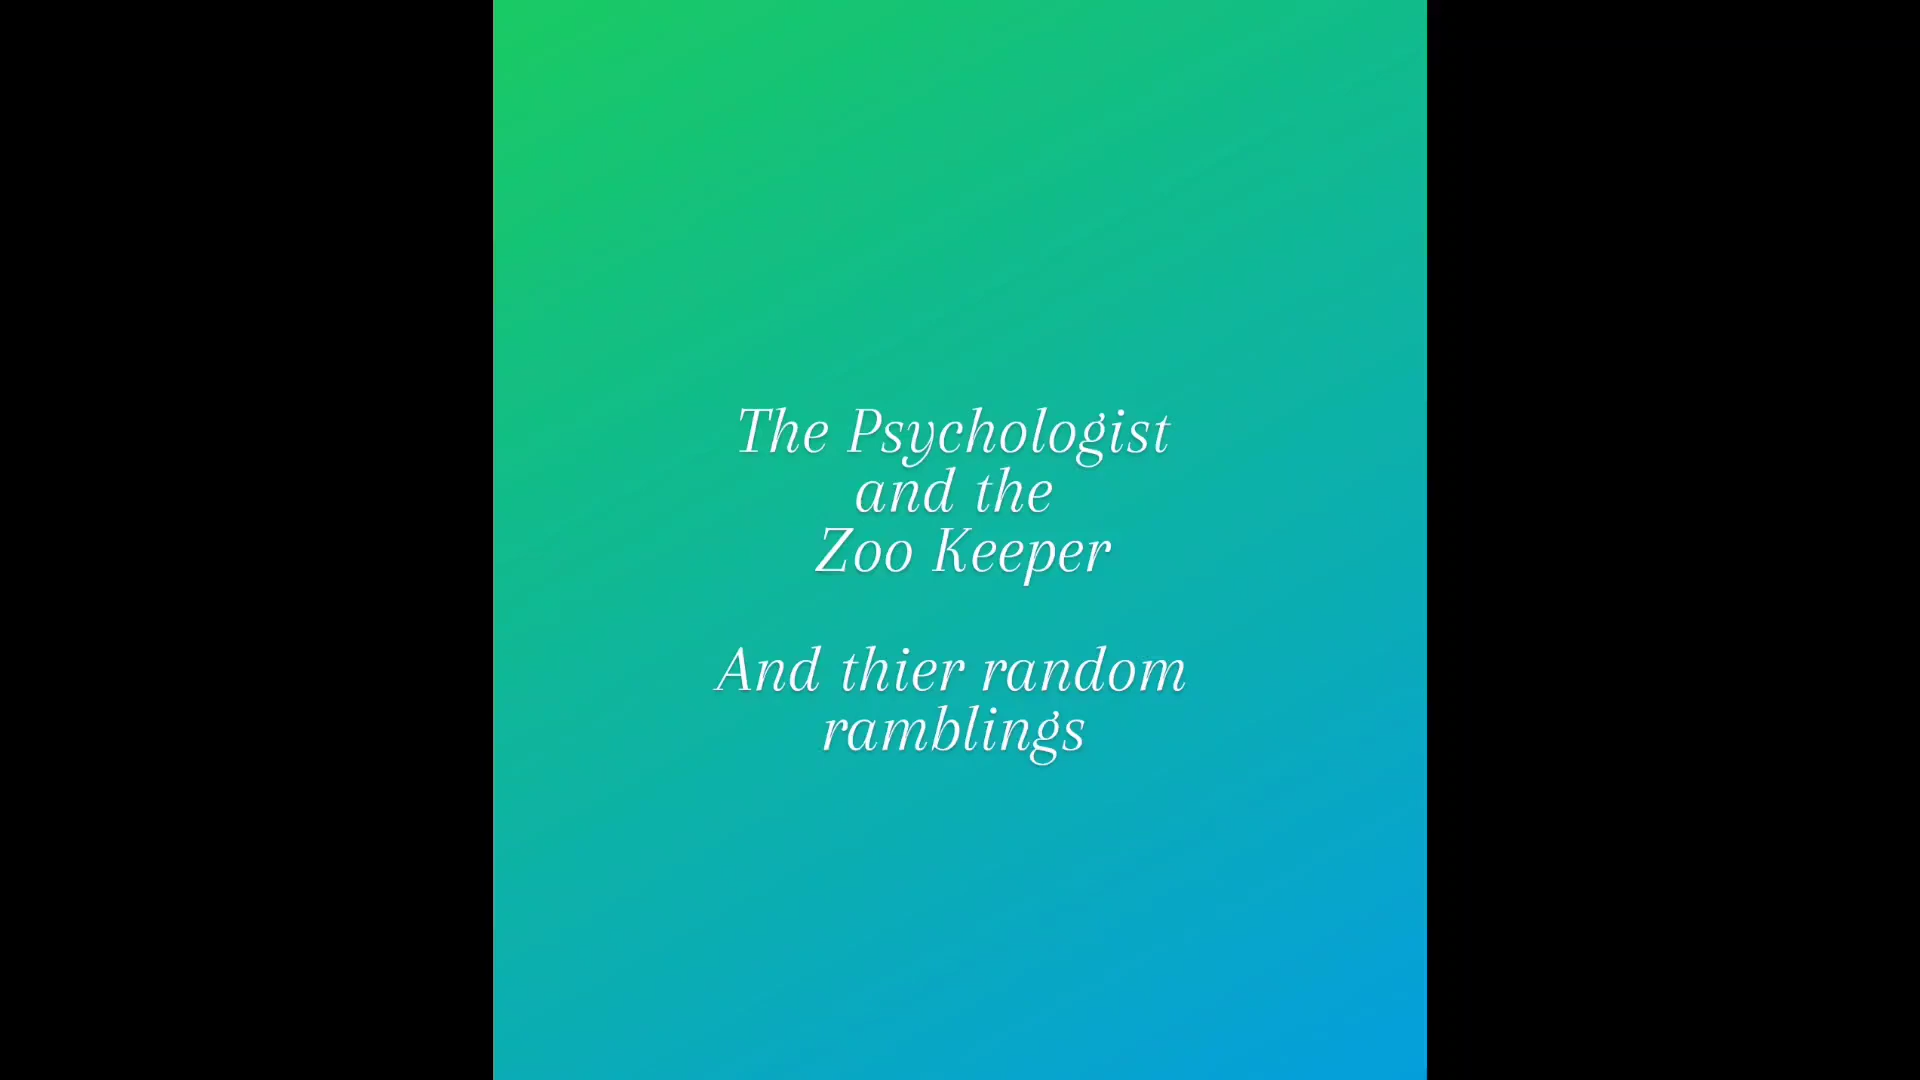 The Psychologist
and the
Zoo Keeper
And thier random
ramblings